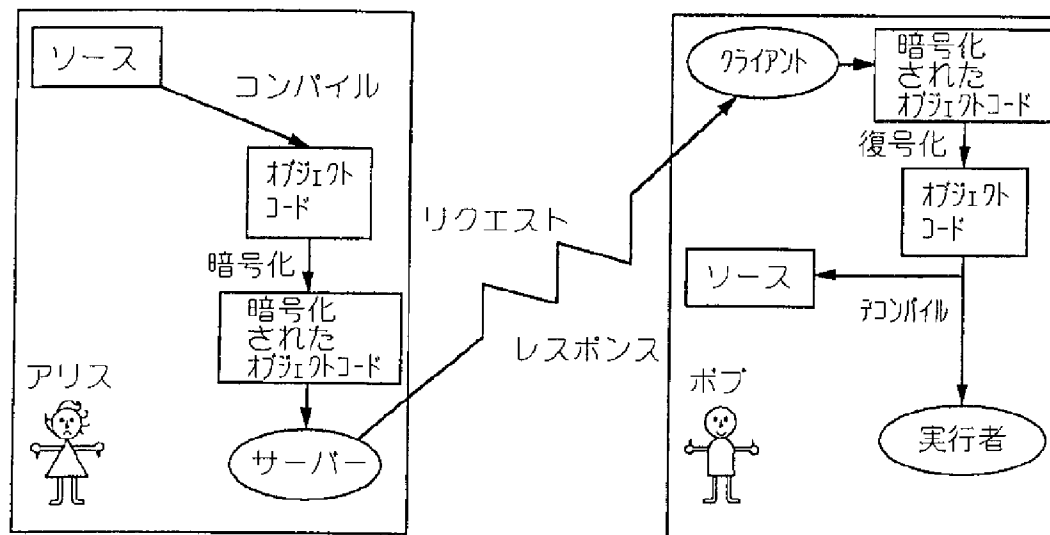 ソース
コンパイル
オブジェクト
コード
暗号化
暗号化
された
オブジェクトコード
アリス
サーバー
リクエスト
レスポンス
クライアント
暗号化
された
オブジェクトコード
復号化
オブジェクト
コード
ソース
デコンパイル
ボブ
実行者